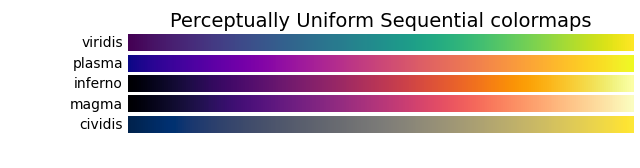 Perceptually Uniform Sequential colormaps
viridis
plasma
inferno
magma
cividis